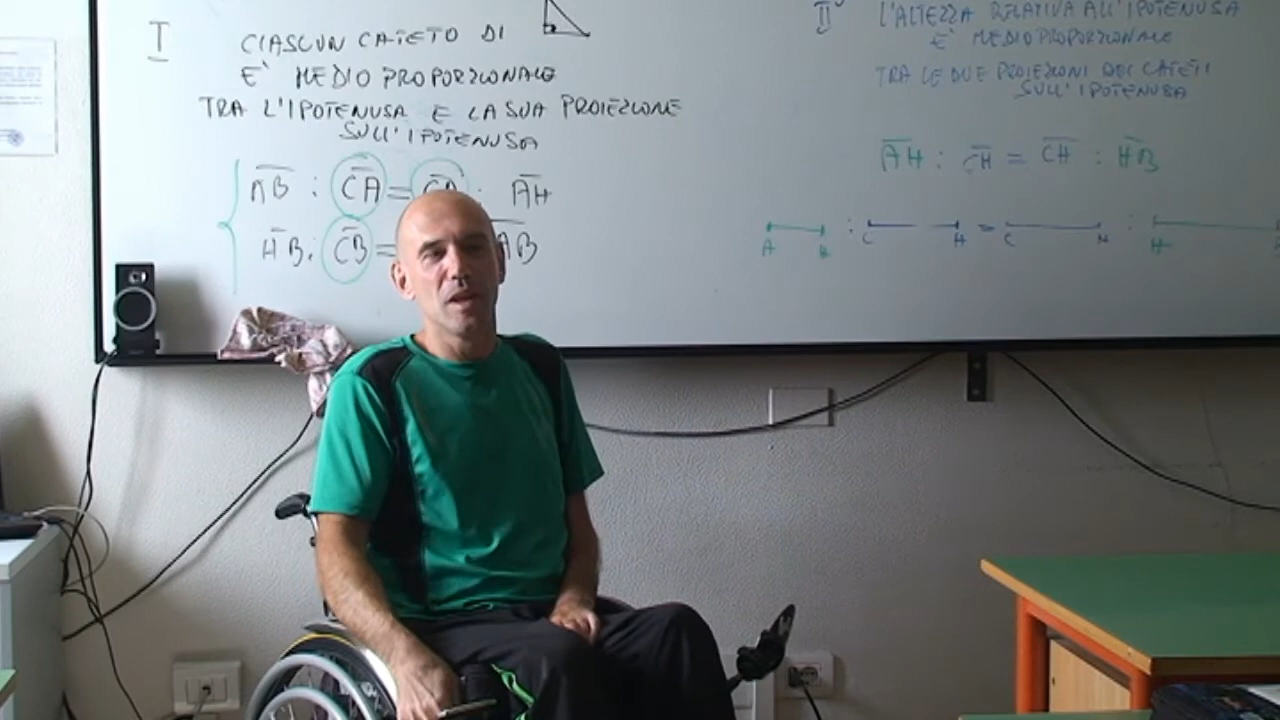 I
CIASCUN CATETO DI
E' MEDIO PROPORZIONALE
TRA L'IPOTENUSA E LA SUA PROIEZIONE
SULL'IPOTENUSA
AB : CA = CA : AH
HB : CB = AB
II°
L'ALTEZZA RELATIVA ALL'IPOTENUSA
E' MEDIO PROPORZIONALE
TRA LE DUE PROIEZIONI DEI CATETI
SULL'IPOTENUSA
AH : CH = CH : HB
: = :
A H C H C H H